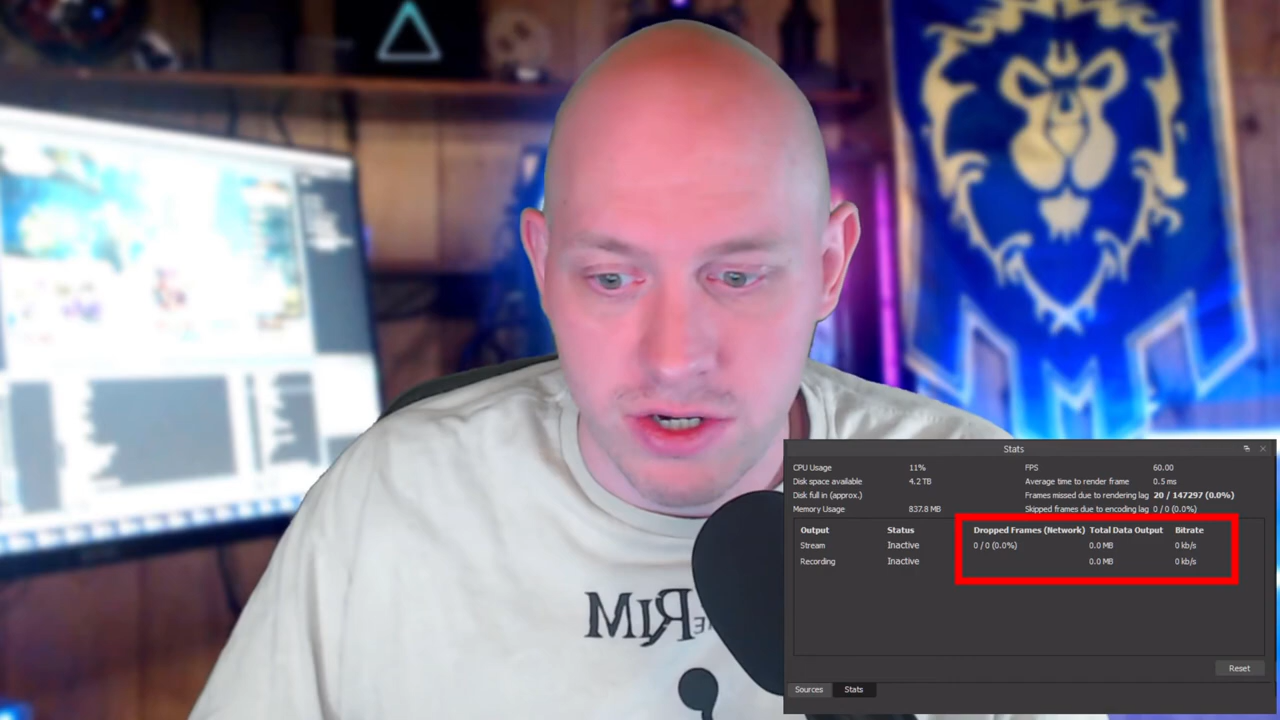 Stats
CPU Usage 11% FPS 60.00
Disk space available 4.2 TB Average time to render frame 0.5 ms
Disk full in (approx.) Frames missed due to rendering lag 20 / 147297 (0.0%)
Memory Usage 837.8 MB Skipped frames due to encoding lag 0 / 0 (0.0%)
Output Status Dropped Frames (Network) Total Data Output Bitrate
Stream Inactive 0 / 0 (0.0%) 0.0 MB 0 kb/s
Recording Inactive 0.0 MB 0 kb/s
Reset
Sources Stats